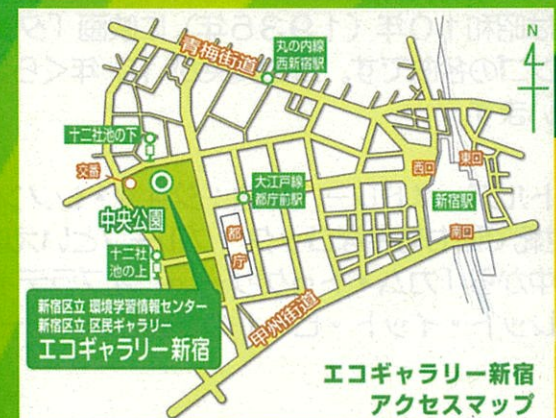 青梅街道
丸の内線
西新宿駅
N
4
十二社池の下
交番
中央公園
大江戸線
都庁前駅
西口
東口
新宿駅
南口
都庁
十二社
池の上
甲州街道
新宿区立 環境学習情報センター
新宿区立 区民ギャラリー
エコギャラリー新宿
エコギャラリー新宿
アクセスマップ